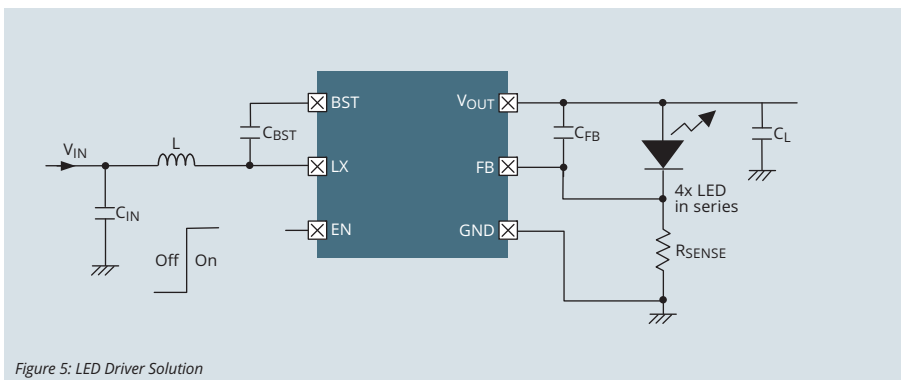 BST
VOUT
CBST
CFB
CL
VIN
L
LX
FB
4x LED
in series
CIN
EN
GND
Off
On
RSENSE
Figure 5: LED Driver Solution